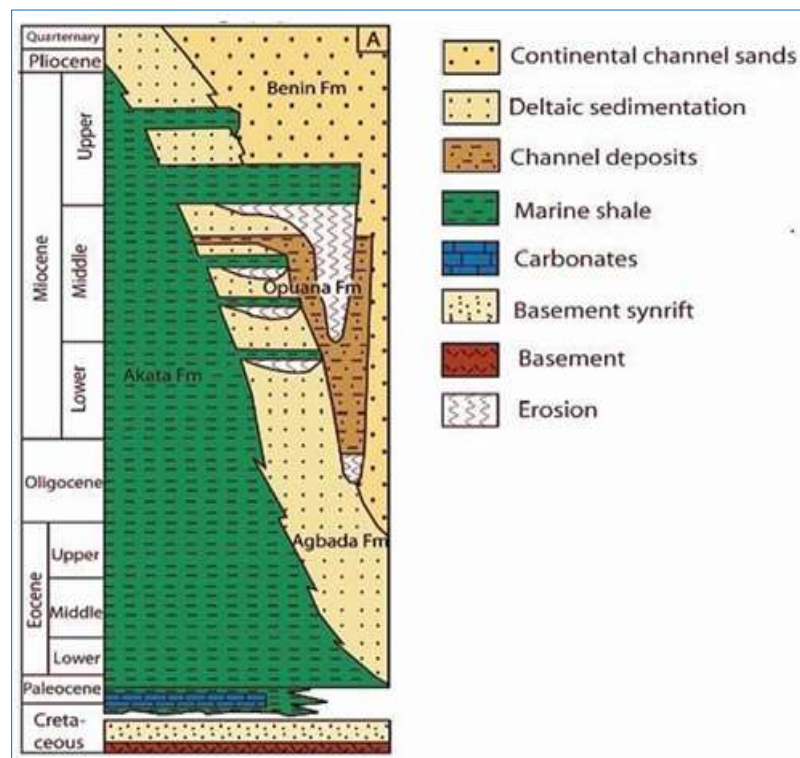 Quarternary
Pliocene
Miocene
Upper
Middle
Lower
Oligocene
Eocene
Upper
Middle
Lower
Paleocene
Creta-
ceous
A
Benin Fm
Opuana Fm
Akata Fm
Agbada Fm
Continental channel sands
Deltaic sedimentation
Channel deposits
Marine shale
Carbonates
Basement synrift
Basement
Erosion